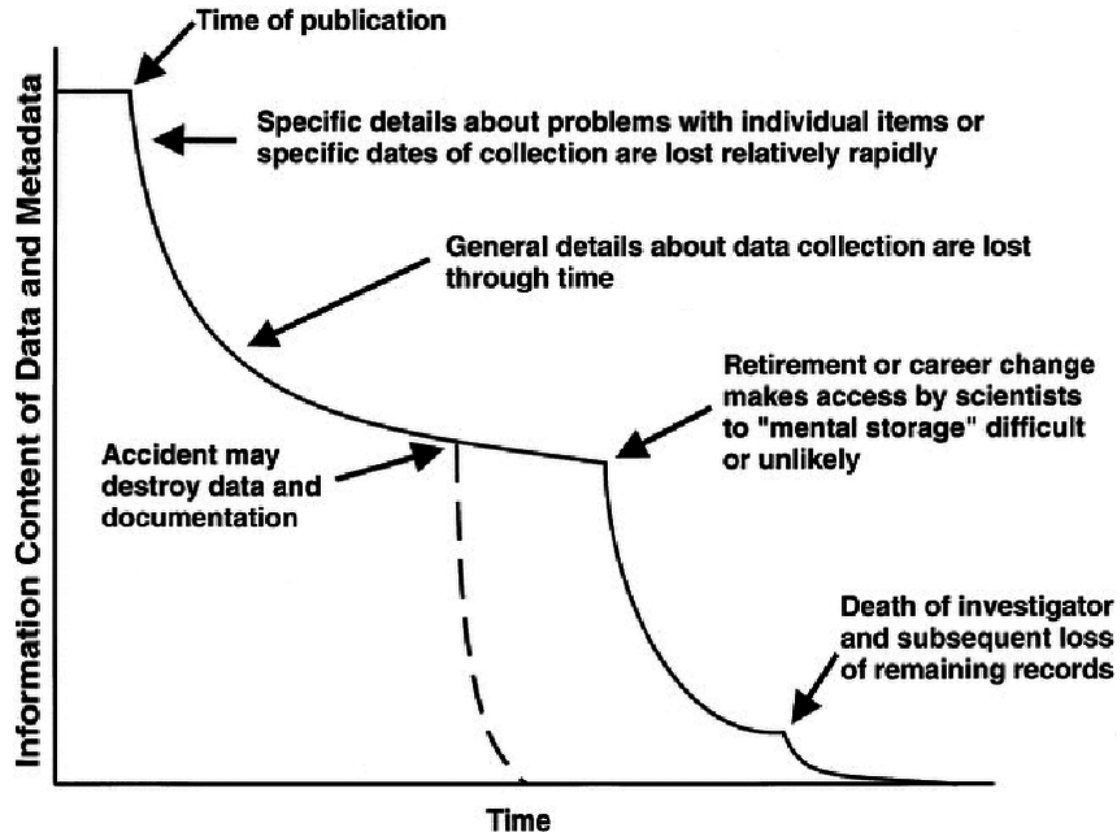 Time of publication
Specific details about problems with individual items or
specific dates of collection are lost relatively rapidly
General details about data collection are lost
through time
Retirement or career change
makes access by scientists
to "mental storage" difficult
or unlikely
Accident may
destroy data and
documentation
Death of investigator
and subsequent loss
of remaining records
Information Content of Data and Metadata
Time